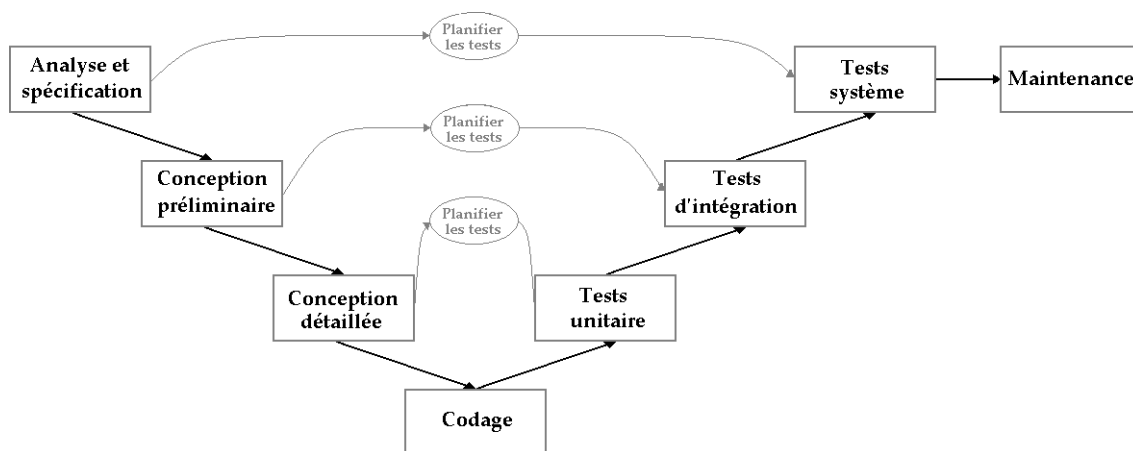 Planifier
les tests
Analyse et
spécification
Tests
système
Maintenance
Planifier
les tests
Conception
préliminaire
Tests
d'intégration
Planifier
les tests
Conception
détaillée
Tests
unitaire
Codage